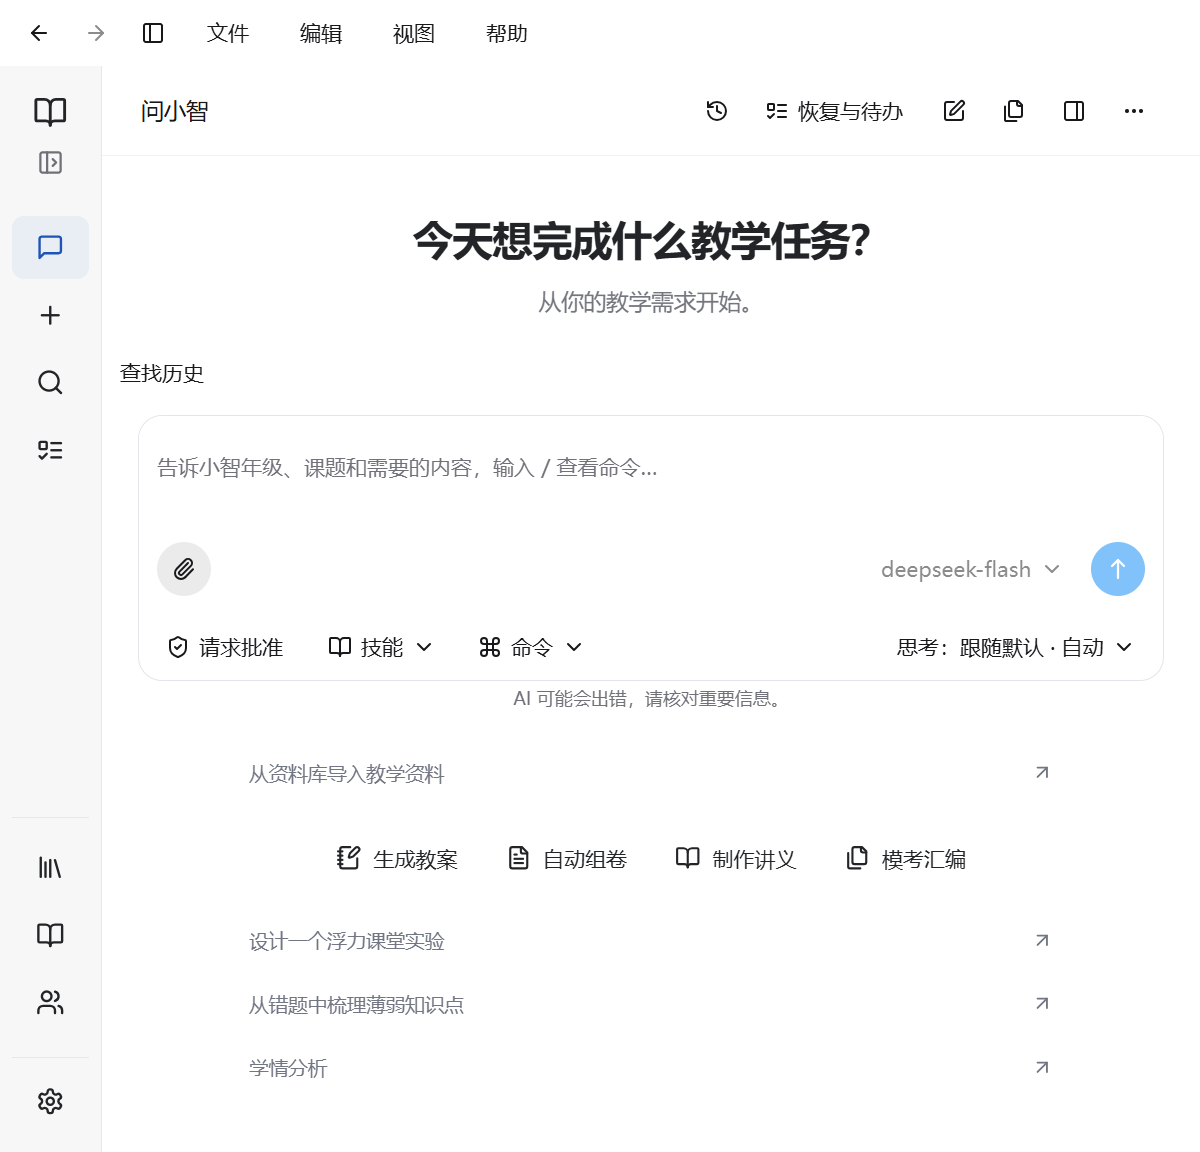 文件 编辑 视图 帮助
问小智 恢复与待办
今天想完成什么教学任务？
从你的教学需求开始。
查找历史
告诉小智年级、课题和需要的内容，输入 / 查看命令...
deepseek-flash
请求批准 技能 命令 思考：跟随默认 · 自动
AI 可能会出错，请核对重要信息。
从资料库导入教学资料
生成教案 自动组卷 制作讲义 模考汇编
设计一个浮力课堂实验
从错题中梳理薄弱知识点
学情分析